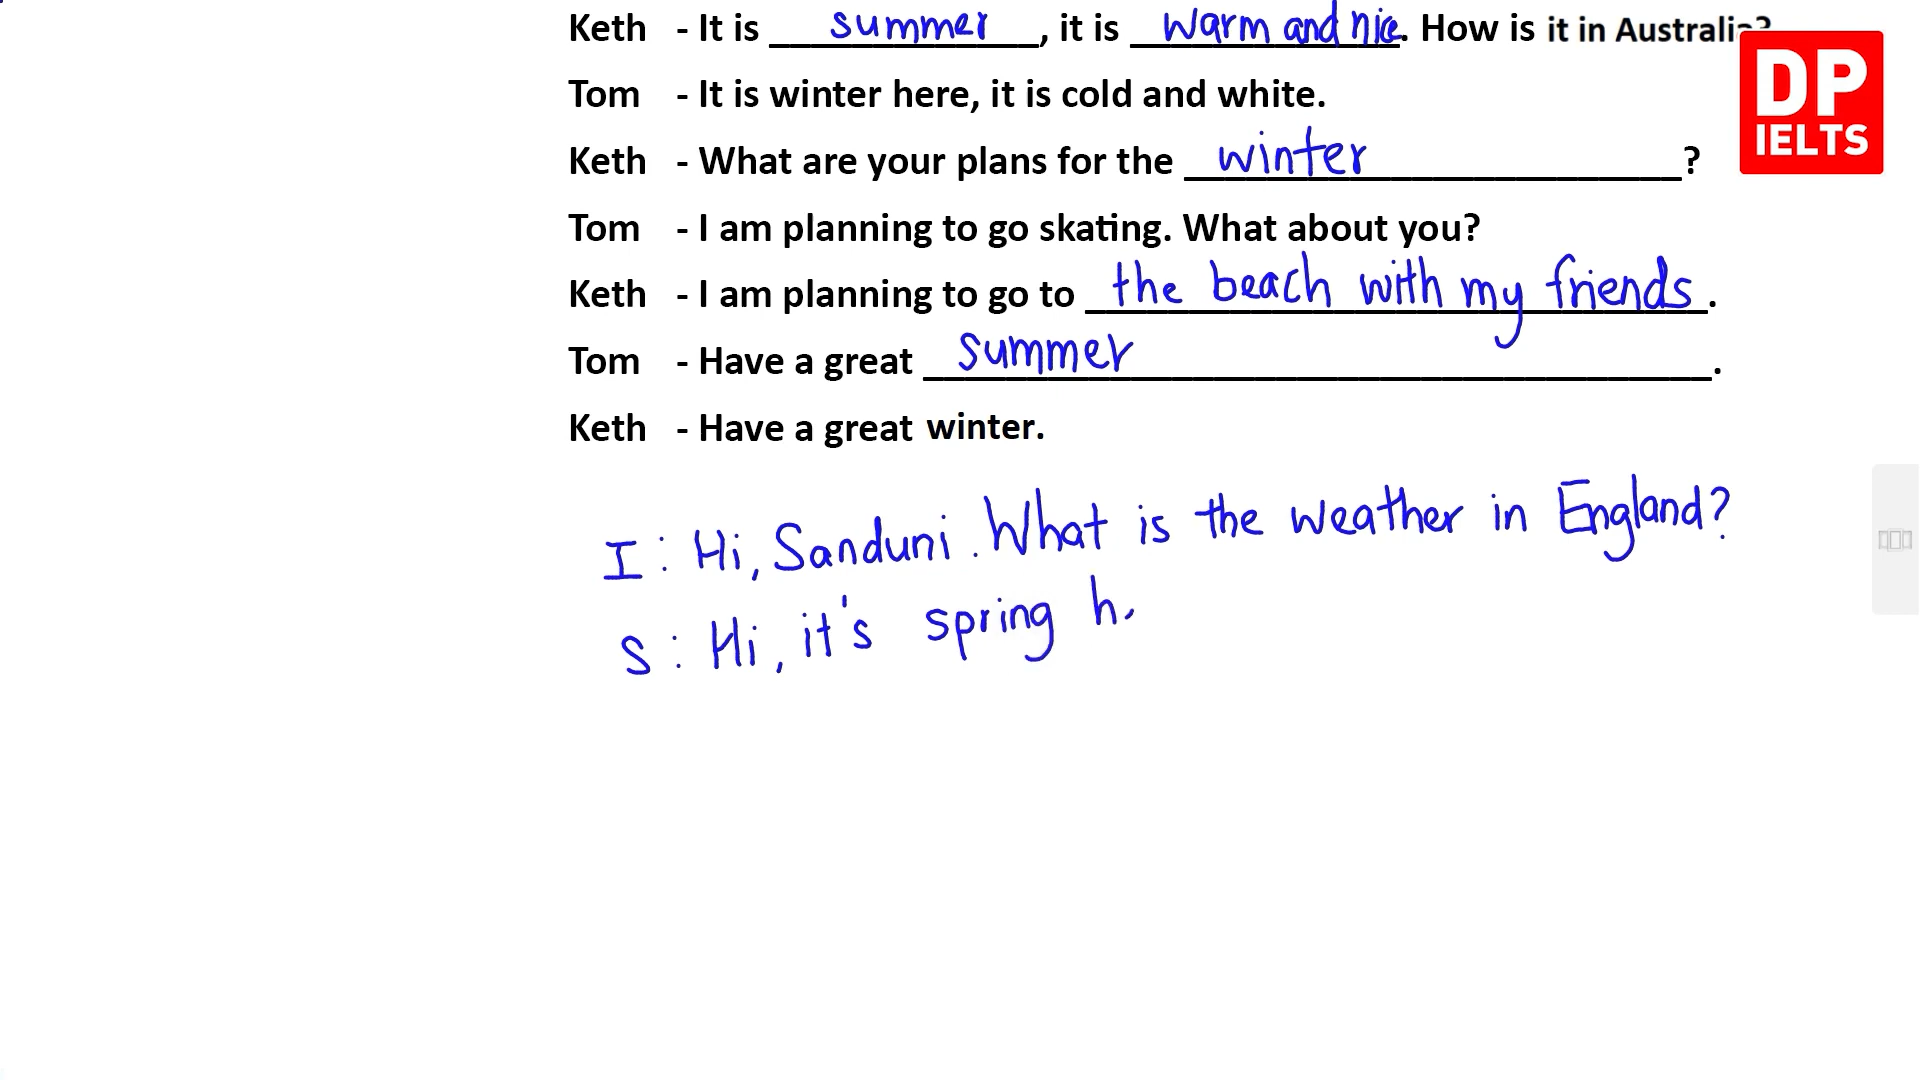 Keth - It is summer, it is warm and nice. How is it in Australia?
DP
IELTS
Tom - It is winter here, it is cold and white.
Keth - What are your plans for the winter?
Tom - I am planning to go skating. What about you?
Keth - I am planning to go to the beach with my friends.
Tom - Have a great summer.
Keth - Have a great winter.
I : Hi, Sanduni. What is the weather in England?
S : Hi, it's spring h